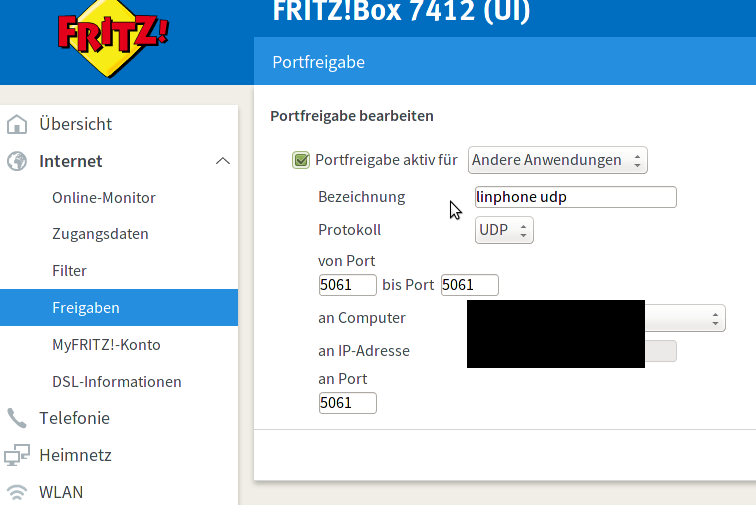 FRITZ!
FRITZ!Box 7412 (UI)
Portfreigabe
Übersicht
Internet
Online-Monitor
Zugangsdaten
Filter
Freigaben
MyFRITZ!-Konto
DSL-Informationen
Telefonie
Heimnetz
WLAN
Portfreigabe bearbeiten
Portfreigabe aktiv für Andere Anwendungen
Bezeichnung linphone udp
Protokoll UDP
von Port
5061 bis Port 5061
an Computer
an IP-Adresse
an Port
5061